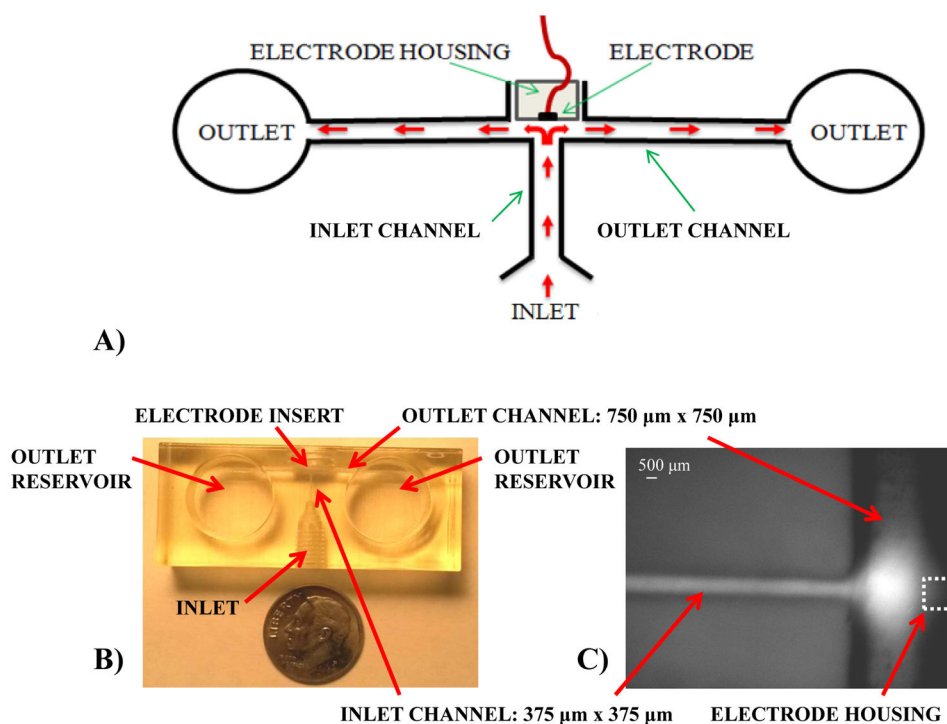 ELECTRODE HOUSING
ELECTRODE
OUTLET
OUTLET
INLET CHANNEL
OUTLET CHANNEL
INLET
A)
ELECTRODE INSERT
OUTLET CHANNEL: 750 µm x 750 µm
OUTLET
RESERVOIR
OUTLET
RESERVOIR
500 µm
INLET
LIBERTY
B)
C)
INLET CHANNEL: 375 µm x 375 µm
ELECTRODE HOUSING